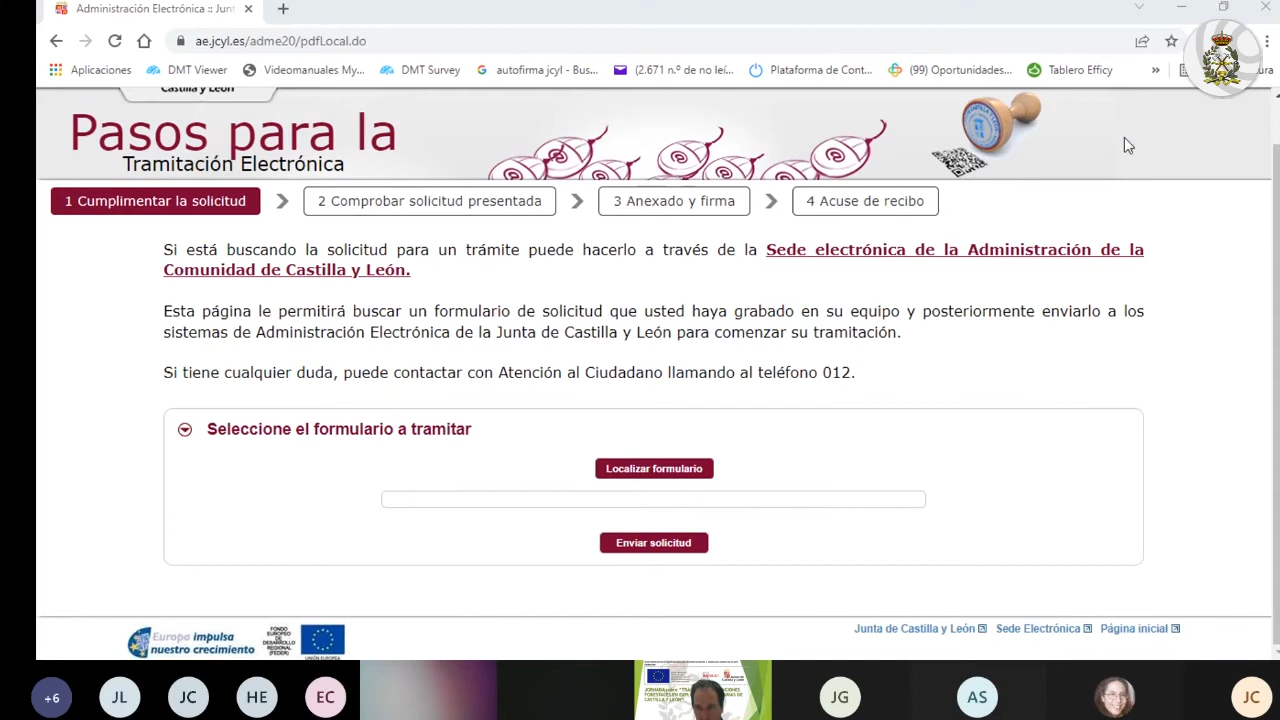 Administración Electrónica :: Junt
ae.jcyl.es/adme20/pdfLocal.do
Aplicaciones
DMT Viewer
Videomanuales My...
DMT Survey
autofirma jcyl - Bus...
(2.671 n.º de no leí...
Plataforma de Cont...
(99) Oportunidades...
Tablero Efficy
»
Castilla y León
Pasos para la
Tramitación Electrónica
1 Cumplimentar la solicitud
2 Comprobar solicitud presentada
3 Anexado y firma
4 Acuse de recibo
Si está buscando la solicitud para un trámite puede hacerlo a través de la Sede electrónica de la Administración de la
Comunidad de Castilla y León.
Esta página le permitirá buscar un formulario de solicitud que usted haya grabado en su equipo y posteriormente enviarlo a los
sistemas de Administración Electrónica de la Junta de Castilla y León para comenzar su tramitación.
Si tiene cualquier duda, puede contactar con Atención al Ciudadano llamando al teléfono 012.
Seleccione el formulario a tramitar
Localizar formulario
Enviar solicitud
Europa impulsa
nuestro crecimiento
FONDO
EUROPEO
DE
DESARROLLO
REGIONAL
(FEDER)
UNIÓN EUROPEA
Junta de Castilla y León
Sede Electrónica
Página inicial
+6
JL
JC
HE
EC
JG
AS
JC